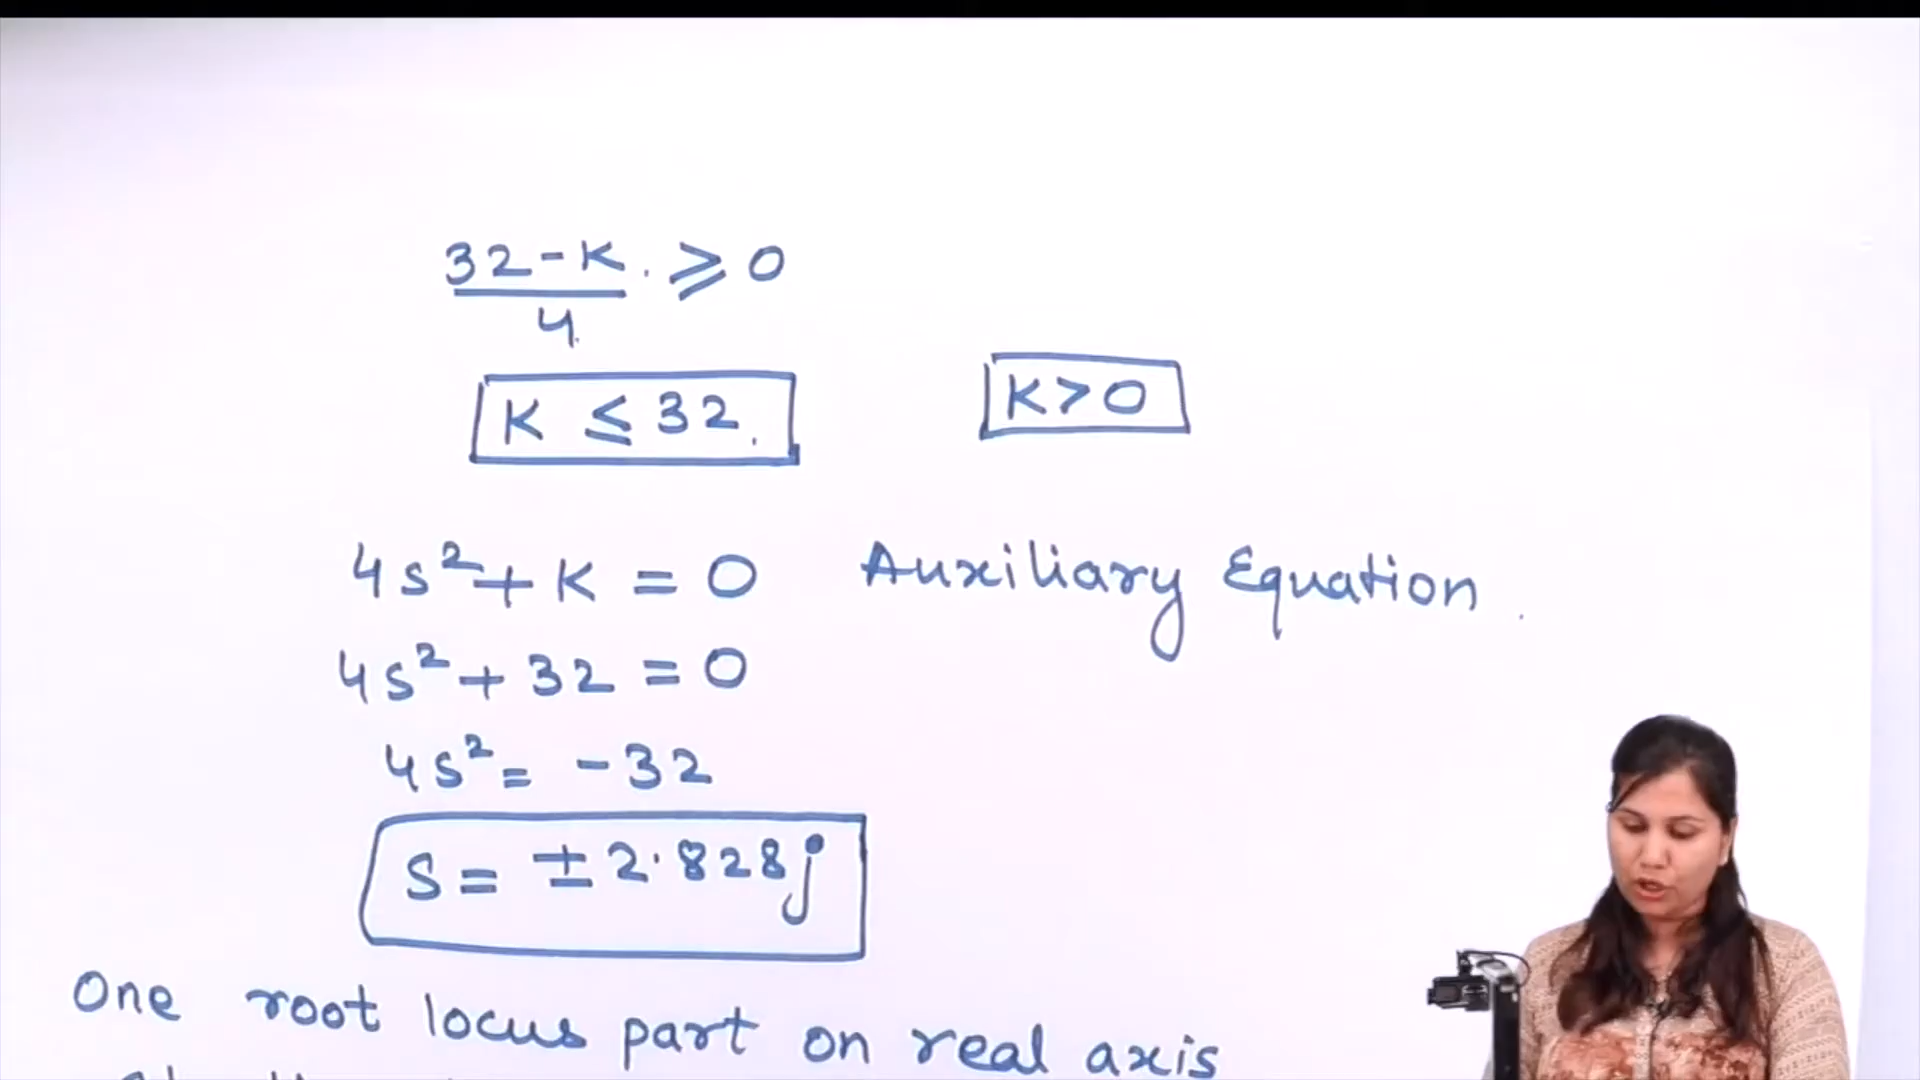 32-K . ≥ 0
4.
K ≤ 32.
K>0
4s²+K = 0 Auxiliary Equation.
4s²+32 = 0
4s² = -32
S = ±2.828j
One root locus part on real axis